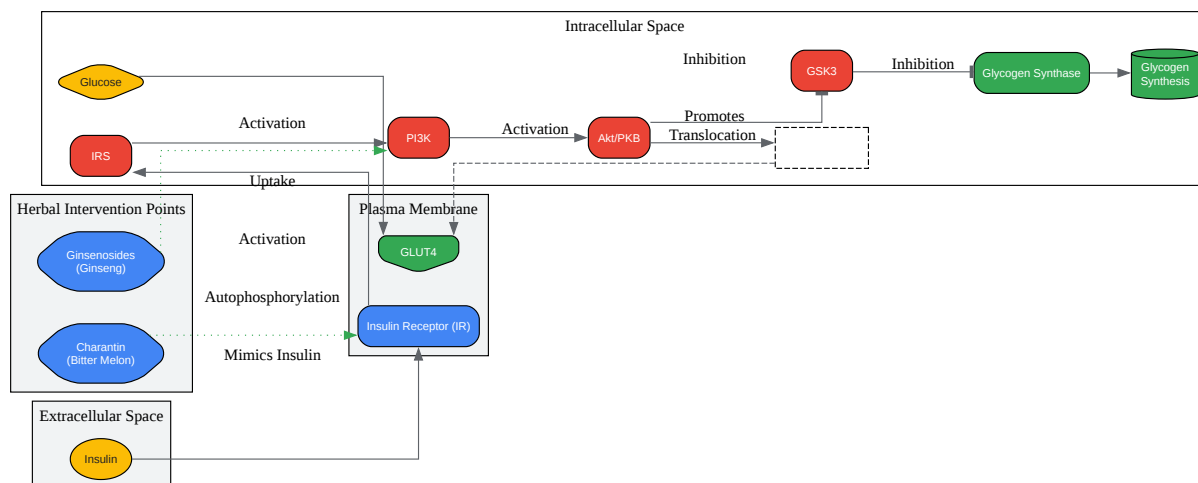 Intracellular Space
Glucose
Inhibition
GSK3
Inhibition
Glycogen Synthase
Glycogen
Synthesis
Activation
IRS
PI3K
Activation
Akt/PKB
Promotes
Translocation
Uptake
Herbal Intervention Points
Plasma Membrane
Ginsenosides
(Ginseng)
Activation
GLUT4
Autophosphorylation
Insulin Receptor (IR)
Charantin
(Bitter Melon)
Mimics Insulin
Extracellular Space
Insulin